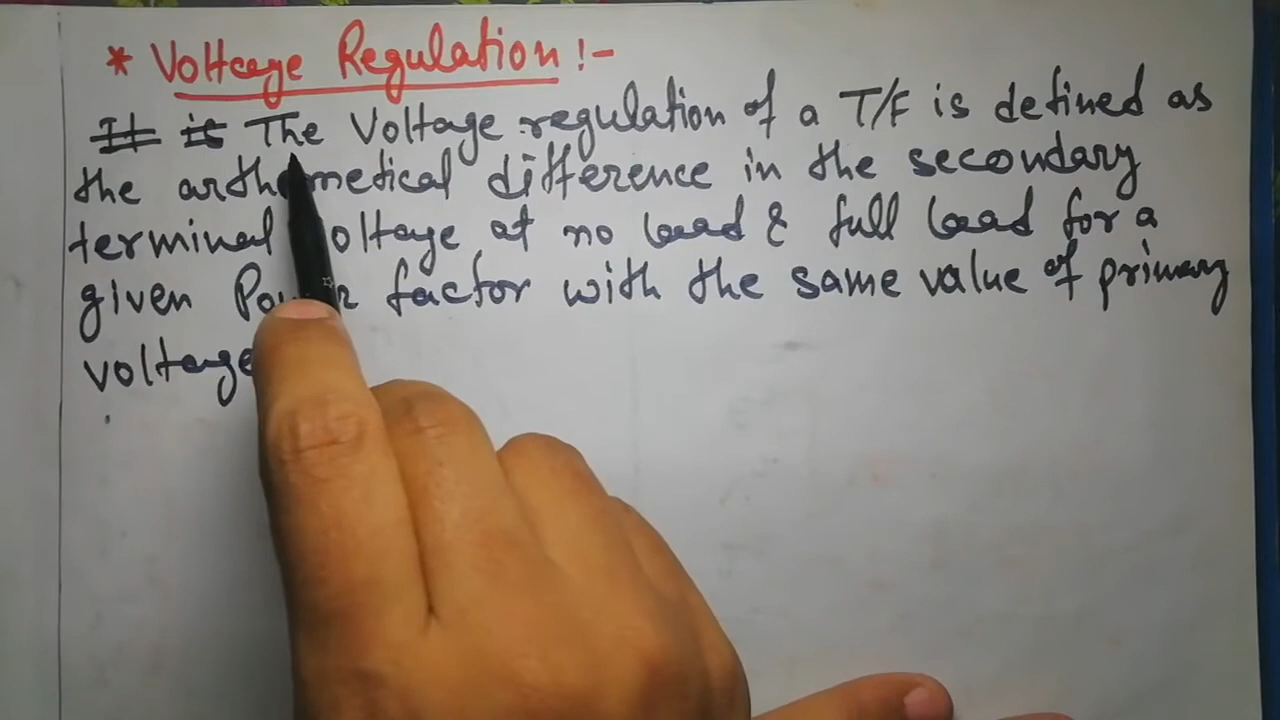 * Voltage Regulation :-
It is The Voltage regulation of a T/F is defined as
the arthemetical difference in the secondary
terminal voltage at no load & full load for a
given Power factor with the same value of primary
voltage